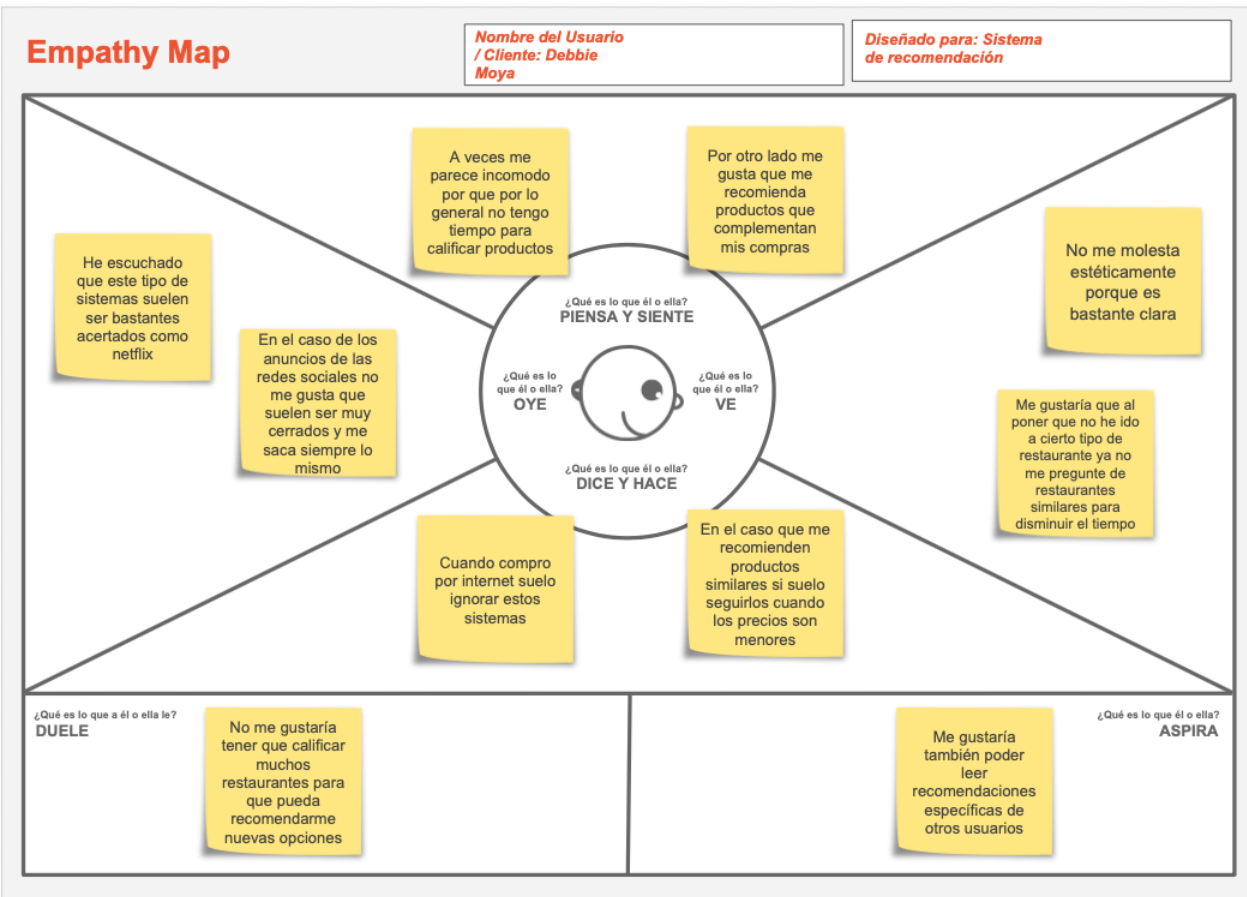 Empathy Map
Nombre del Usuario
/ Cliente: Debbie
Moya
Diseñado para: Sistema
de recomendación
A veces me
parece incomodo
por que por lo
general no tengo
tiempo para
calificar productos
Por otro lado me
gusta que me
recomienda
productos que
complementan
mis compras
He escuchado
que este tipo de
sistemas suelen
ser bastantes
acertados como
netflix
En el caso de los
anuncios de las
redes sociales no
me gusta que
suelen ser muy
cerrados y me
saca siempre lo
mismo
No me molesta
estéticamente
porque es
bastante clara
Me gustaría que al
poner que no he ido
a cierto tipo de
restaurante ya no
me pregunte de
restaurantes
similares para
disminuir el tiempo
¿Qué es lo que él o ella?
PIENSA Y SIENTE
¿Qué es lo
que él o ella?
OYE
¿Qué es lo
que él o ella?
VE
¿Qué es lo que él o ella?
DICE Y HACE
Cuando compro
por internet suelo
ignorar estos
sistemas
En el caso que me
recomienden
productos
similares si suelo
seguirlos cuando
los precios son
menores
¿Qué es lo que a él o ella le?
DUELE
No me gustaría
tener que calificar
muchos
restaurantes para
que pueda
recomendarme
nuevas opciones
¿Qué es lo que él o ella?
ASPIRA
Me gustaría
también poder
leer
recomendaciones
específicas de
otros usuarios